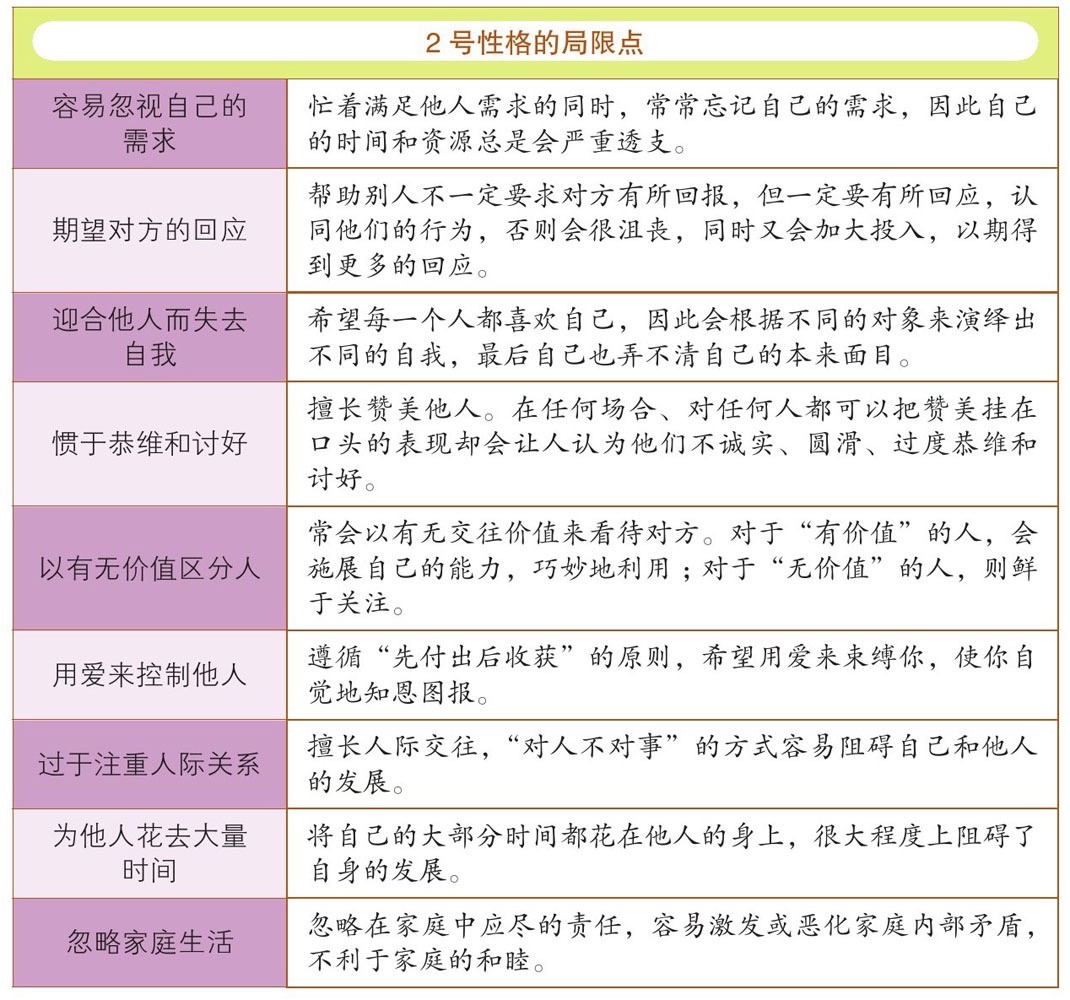 2 号性格的局限点
容易忽视自己的
需求
忙着满足他人需求的同时，常常忘记自己的需求，因此自己
的时间和资源总是会严重透支。
期望对方的回应
帮助别人不一定要求对方有所回报，但一定要有所回应，认
同他们的行为，否则会很沮丧，同时又会加大投入，以期得
到更多的回应。
迎合他人而失去
自我
希望每一个人都喜欢自己，因此会根据不同的对象来演绎出
不同的自我，最后自己也弄不清自己的本来面目。
惯于恭维和讨好
擅长赞美他人。在任何场合、对任何人都可以把赞美挂在
口头的表现却会让人认为他们不诚实、圆滑、过度恭维和
讨好。
以有无价值区分人
常会以有无交往价值来看待对方。对于“有价值”的人，会
施展自己的能力，巧妙地利用；对于“无价值”的人，则鲜
于关注。
用爱来控制他人
遵循“先付出后收获”的原则，希望用爱来束缚你，使你自
觉地知恩图报。
过于注重人际关系
擅长人际交往，“对人不对事”的方式容易阻碍自己和他人
的发展。
为他人花去大量
时间
将自己的大部分时间都花在他人的身上，很大程度上阻碍了
自身的发展。
忽略家庭生活
忽略在家庭中应尽的责任，容易激发或恶化家庭内部矛盾，
不利于家庭的和睦。